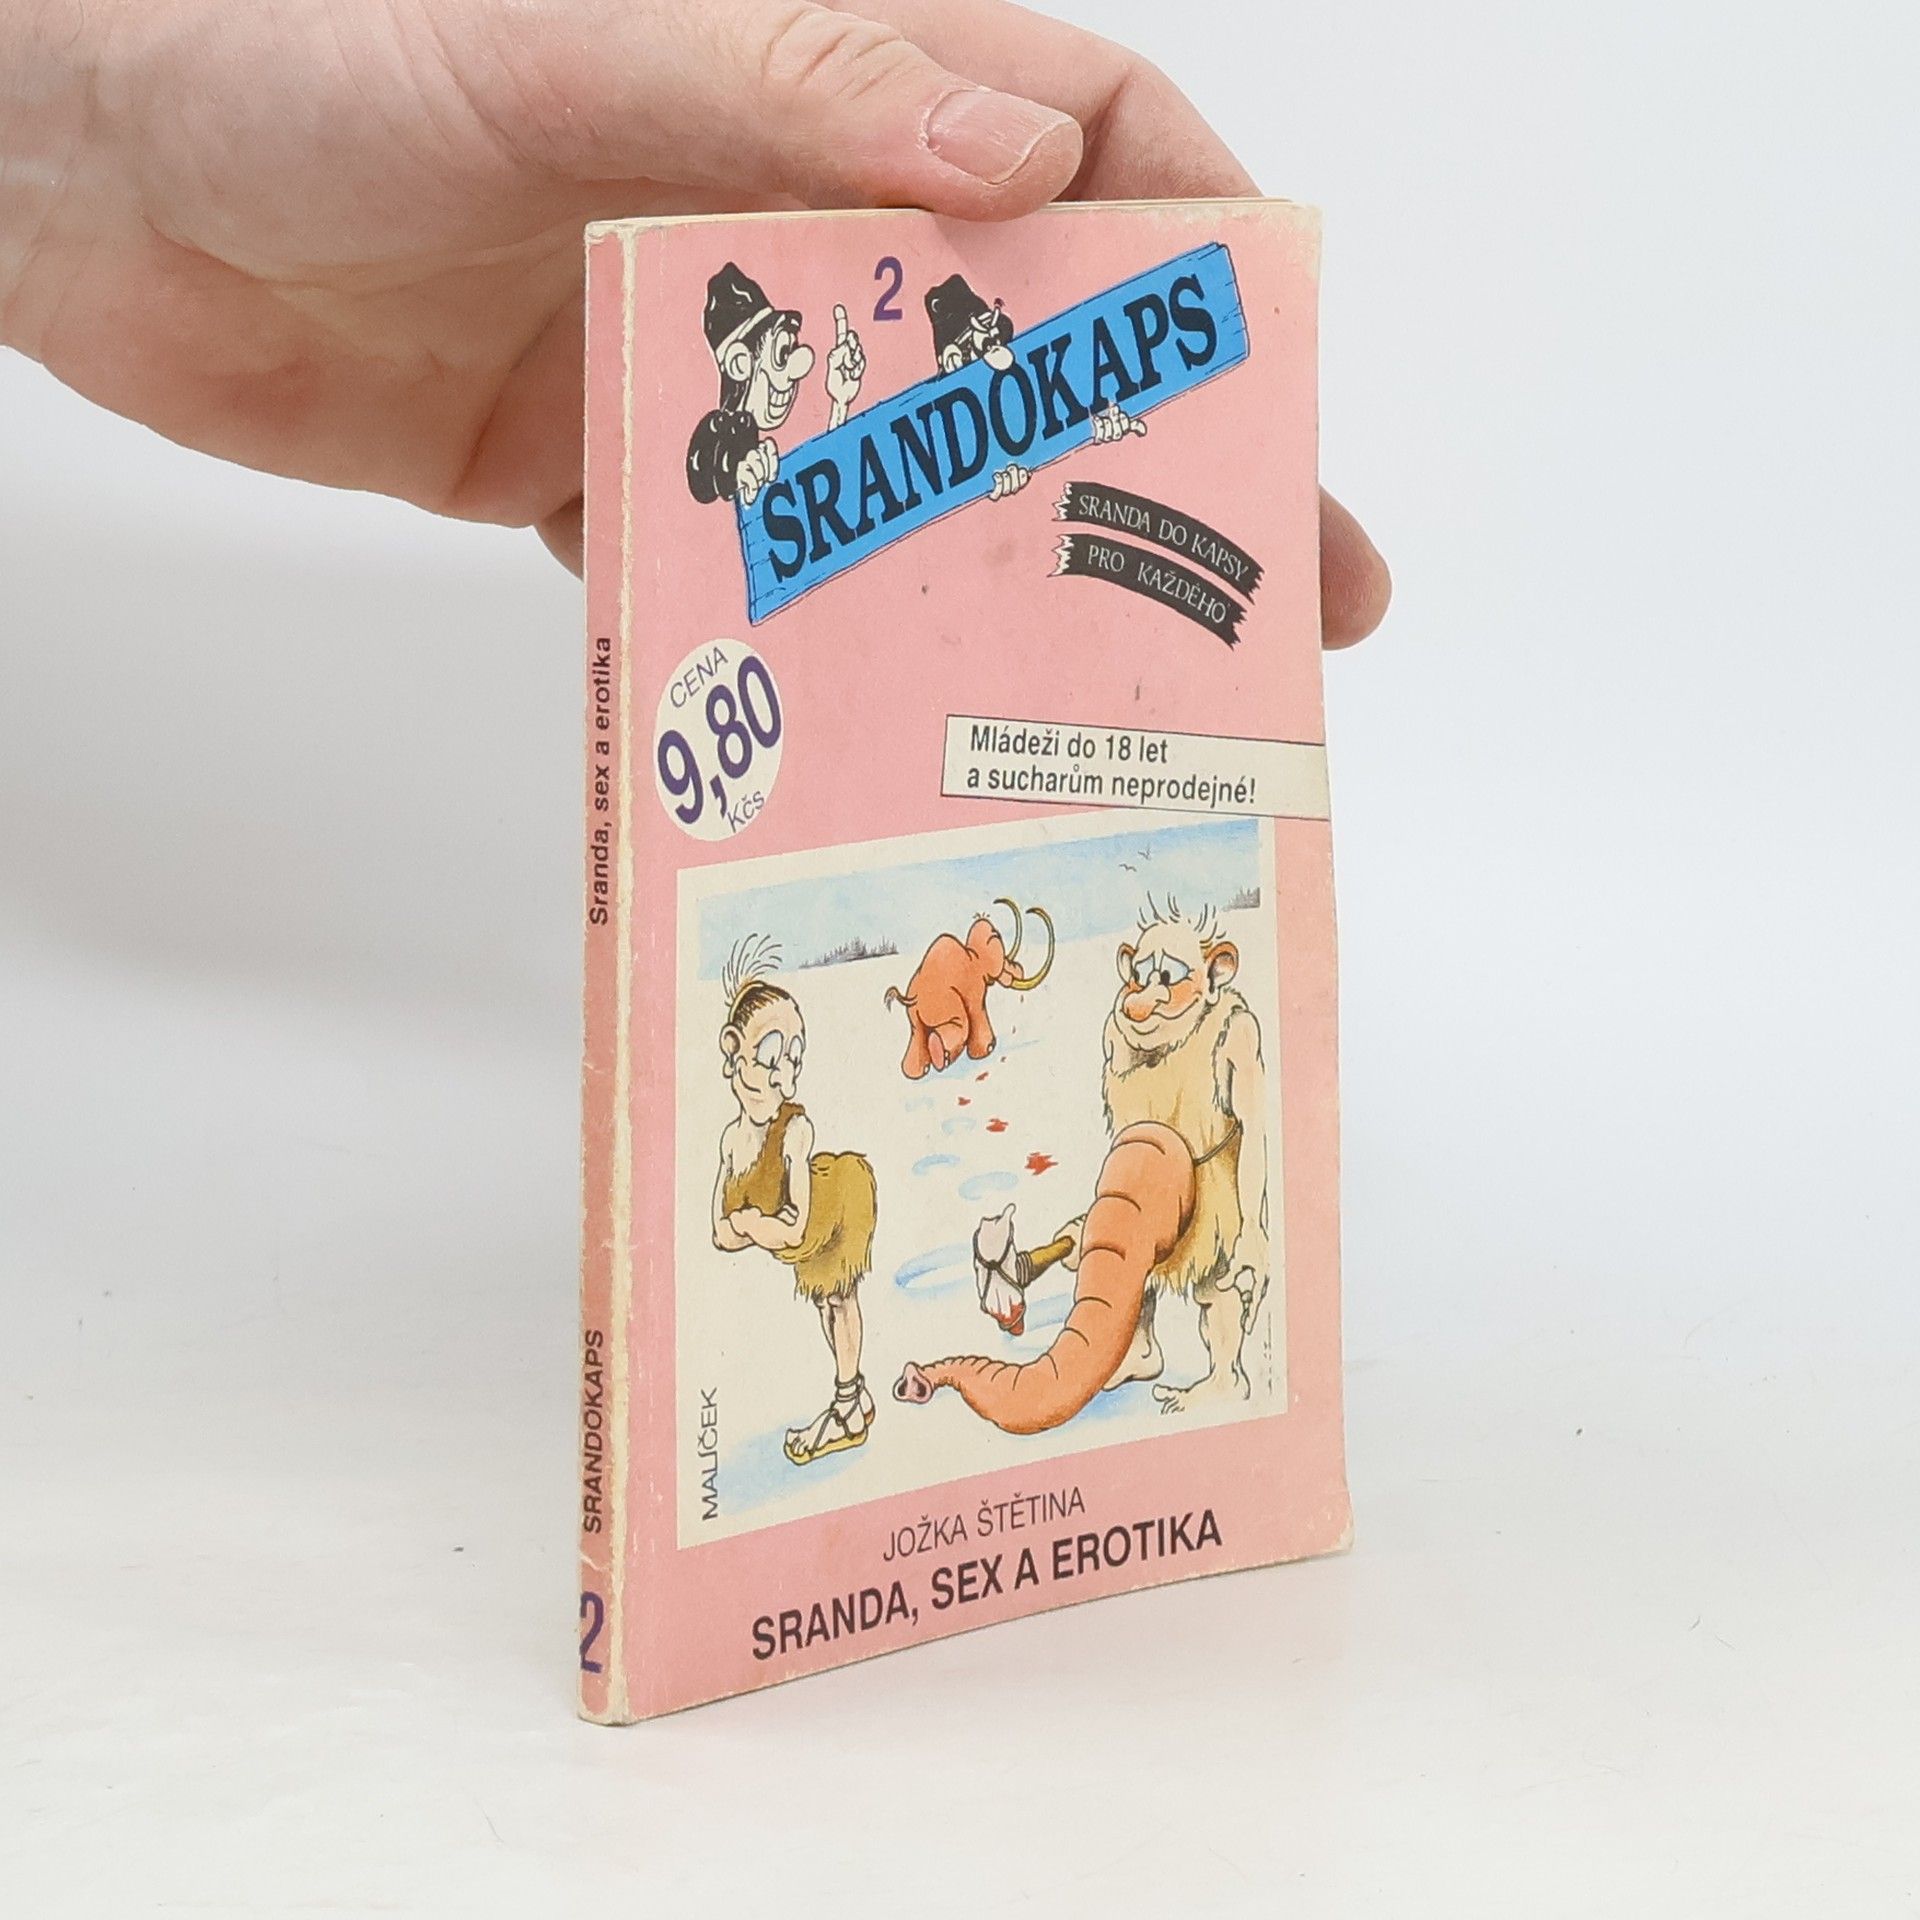 2
SRANDOKAPS
SRANDA DO KAPSY
PRO KAŽDÉHO
CENA
9,80
Kčs
Mládeži do 18 let
a sucharům neprodejné!
MALÍČEK
JOŽKA ŠTĚTINA
SRANDA, SEX A EROTIKA
Sranda, sex a erotika
SRANDOKAPS
2